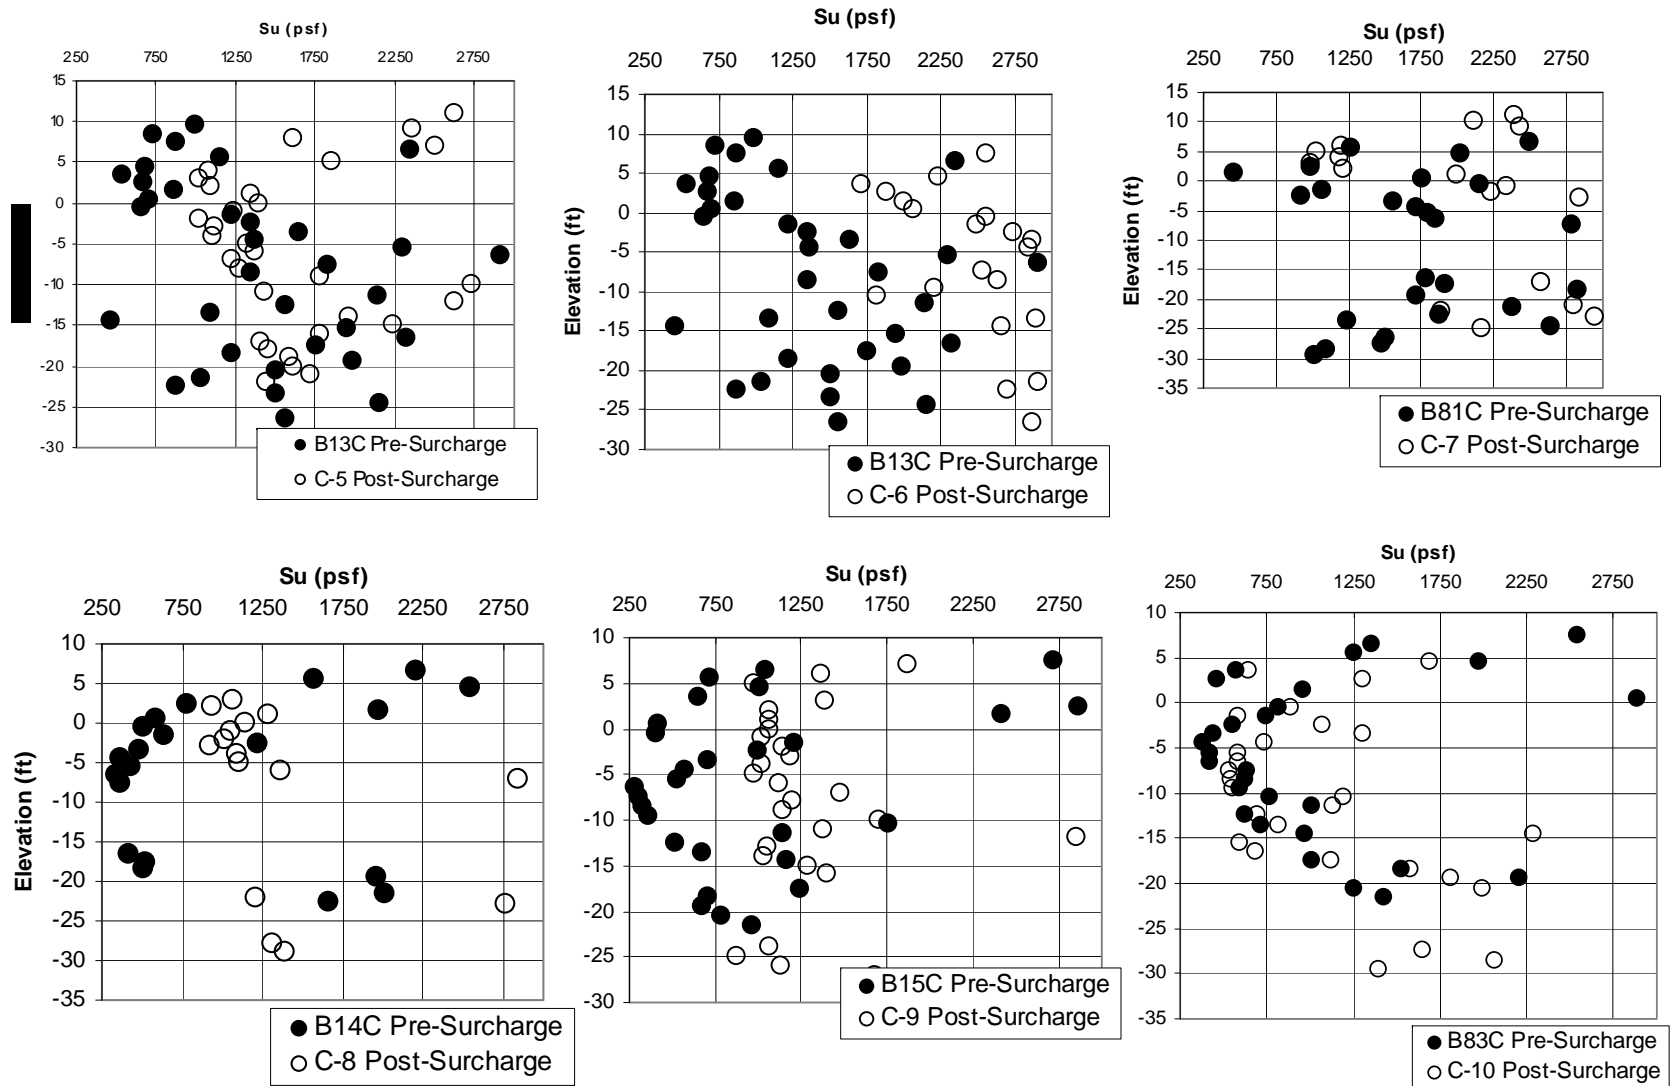 Su (psf)
250 750 1250 1750 2250 2750
15
10
5
0
-5
-10
-15
-20
-25
-30
B13C Pre-Surcharge
C-5 Post-Surcharge
Su (psf)
250 750 1250 1750 2250 2750
Elevation (ft)
15
10
5
0
-5
-10
-15
-20
-25
-30
B13C Pre-Surcharge
C-6 Post-Surcharge
Su (psf)
250 750 1250 1750 2250 2750
Elevation (ft)
15
10
5
0
-5
-10
-15
-20
-25
-30
-35
B81C Pre-Surcharge
C-7 Post-Surcharge
Su (psf)
250 750 1250 1750 2250 2750
Elevation (ft)
10
5
0
-5
-10
-15
-20
-25
-30
-35
B14C Pre-Surcharge
C-8 Post-Surcharge
Su (psf)
250 750 1250 1750 2250 2750
10
5
0
-5
-10
-15
-20
-25
-30
B15C Pre-Surcharge
C-9 Post-Surcharge
Su (psf)
250 750 1250 1750 2250 2750
10
5
0
-5
-10
-15
-20
-25
-30
-35
B83C Pre-Surcharge
C-10 Post-Surcharge